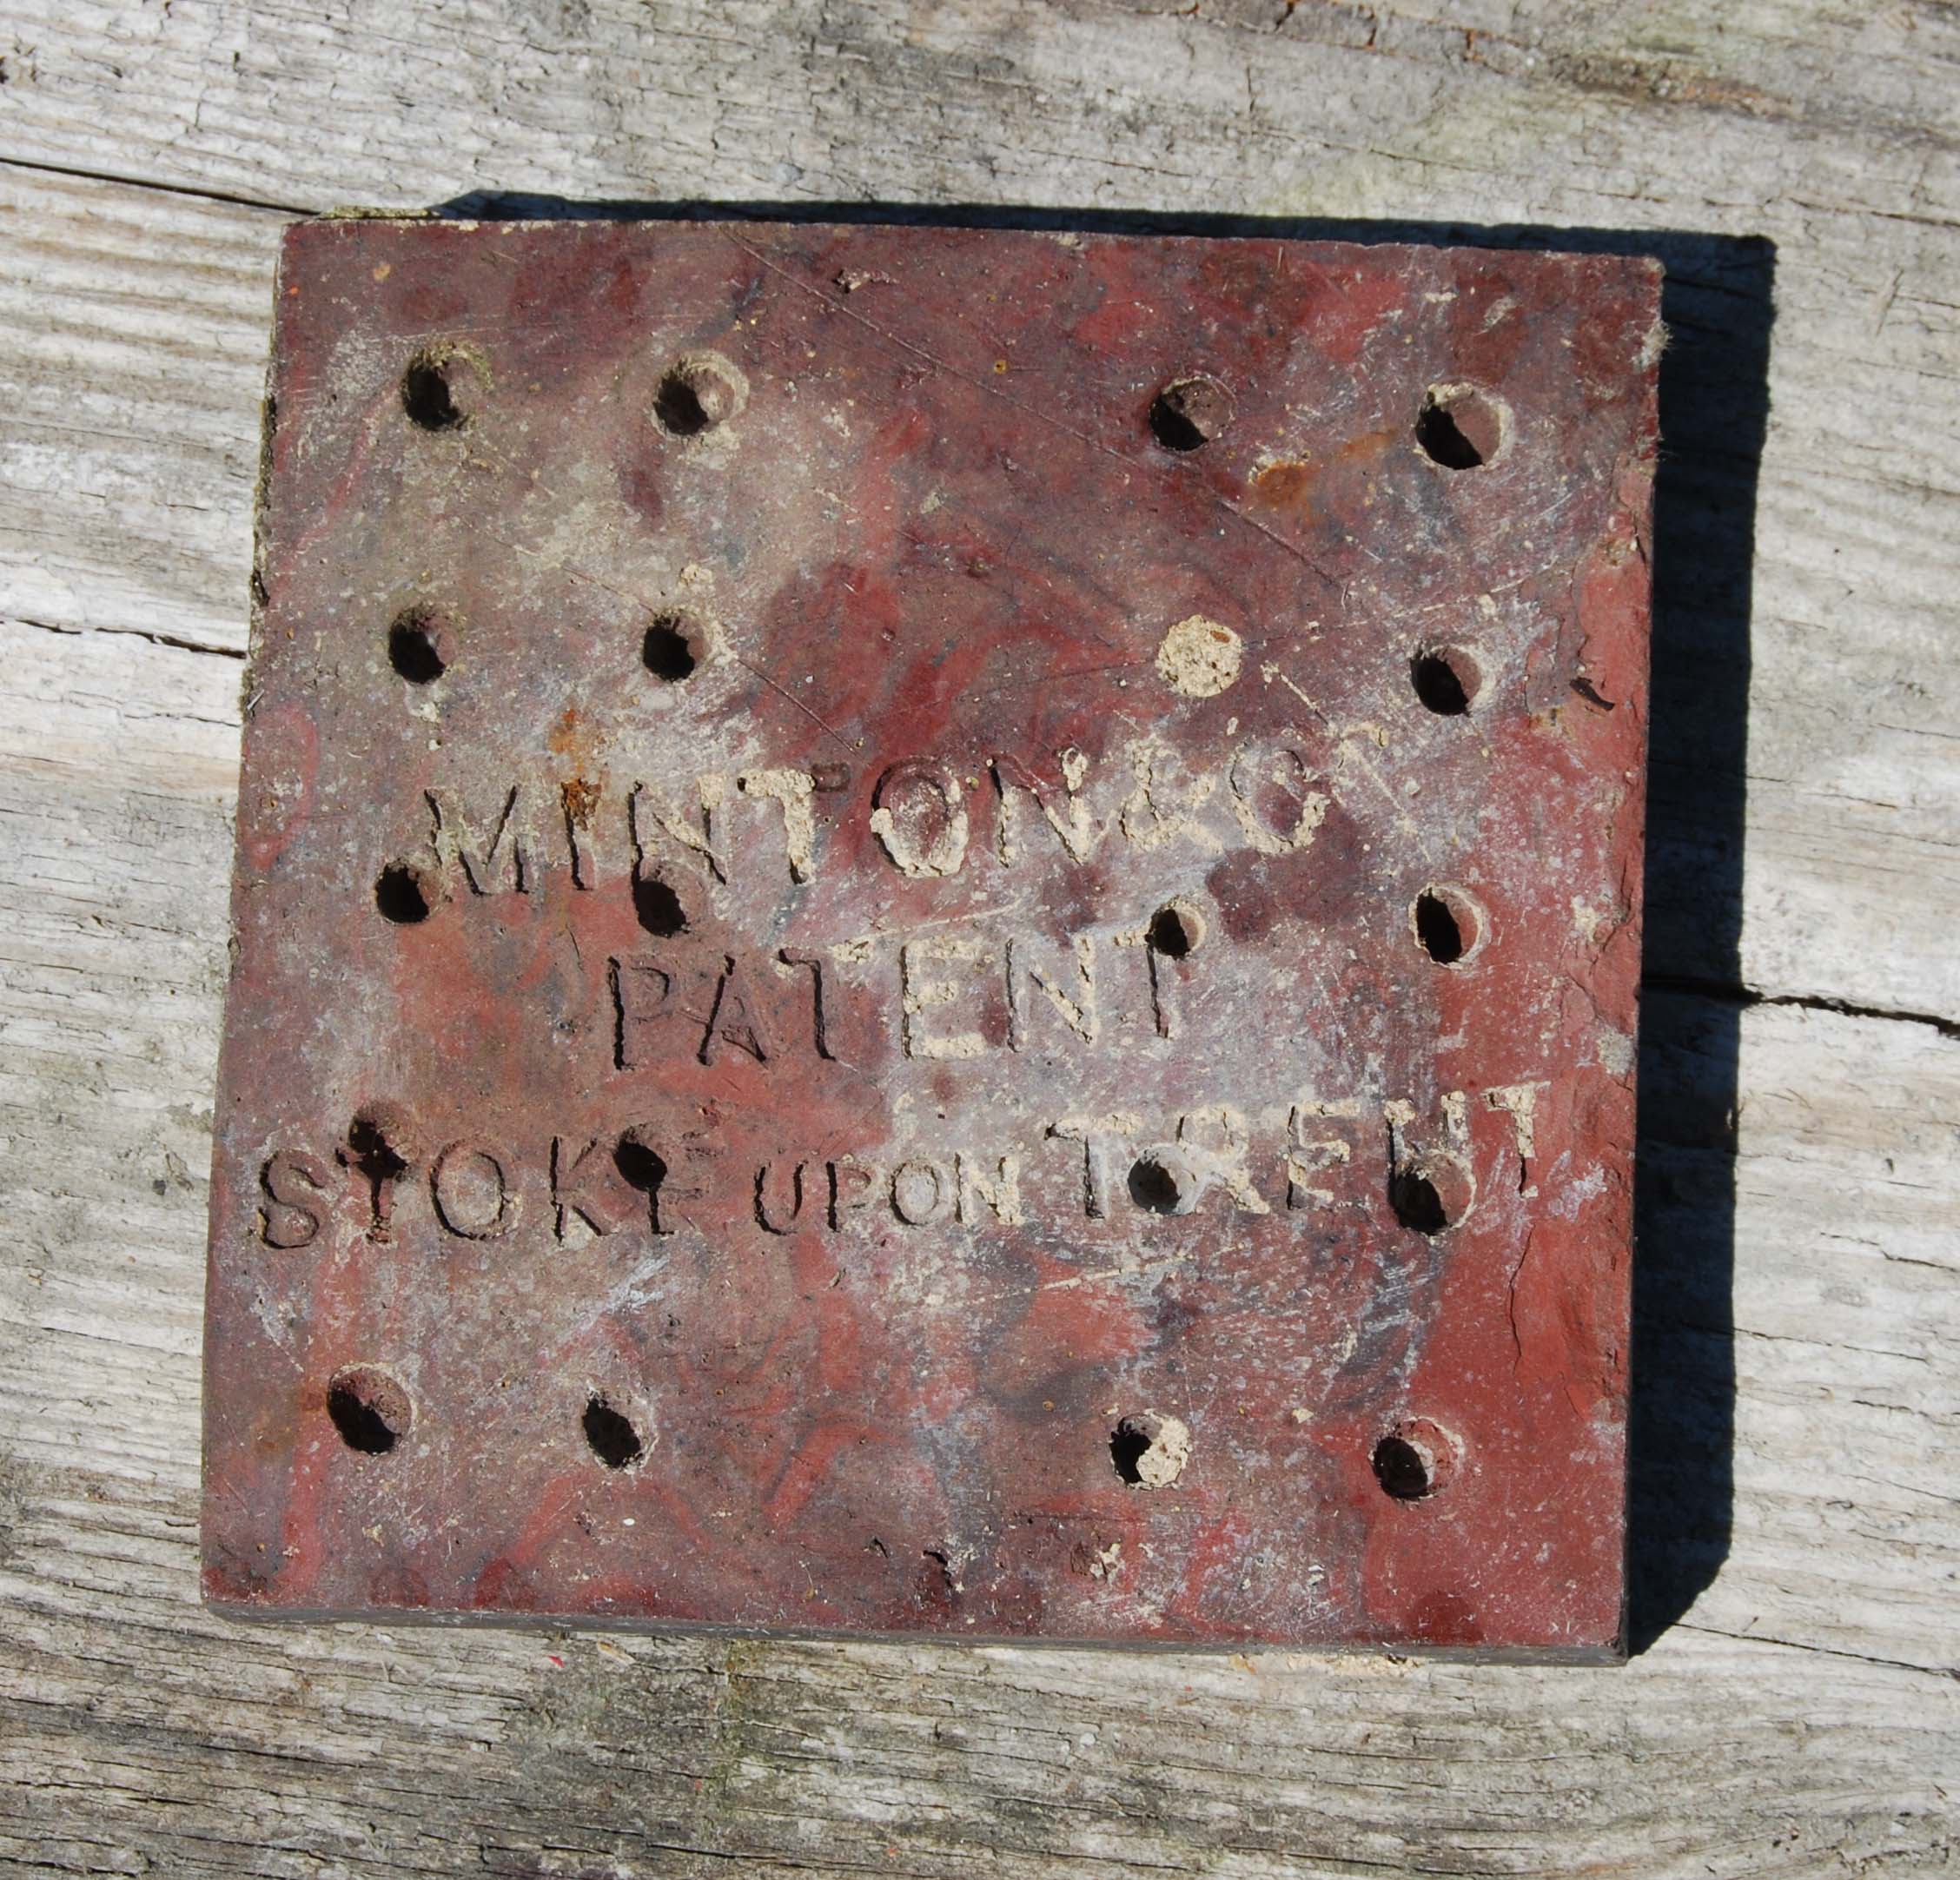 MINTON & Co
PATENT
STOKE UPON TRENT